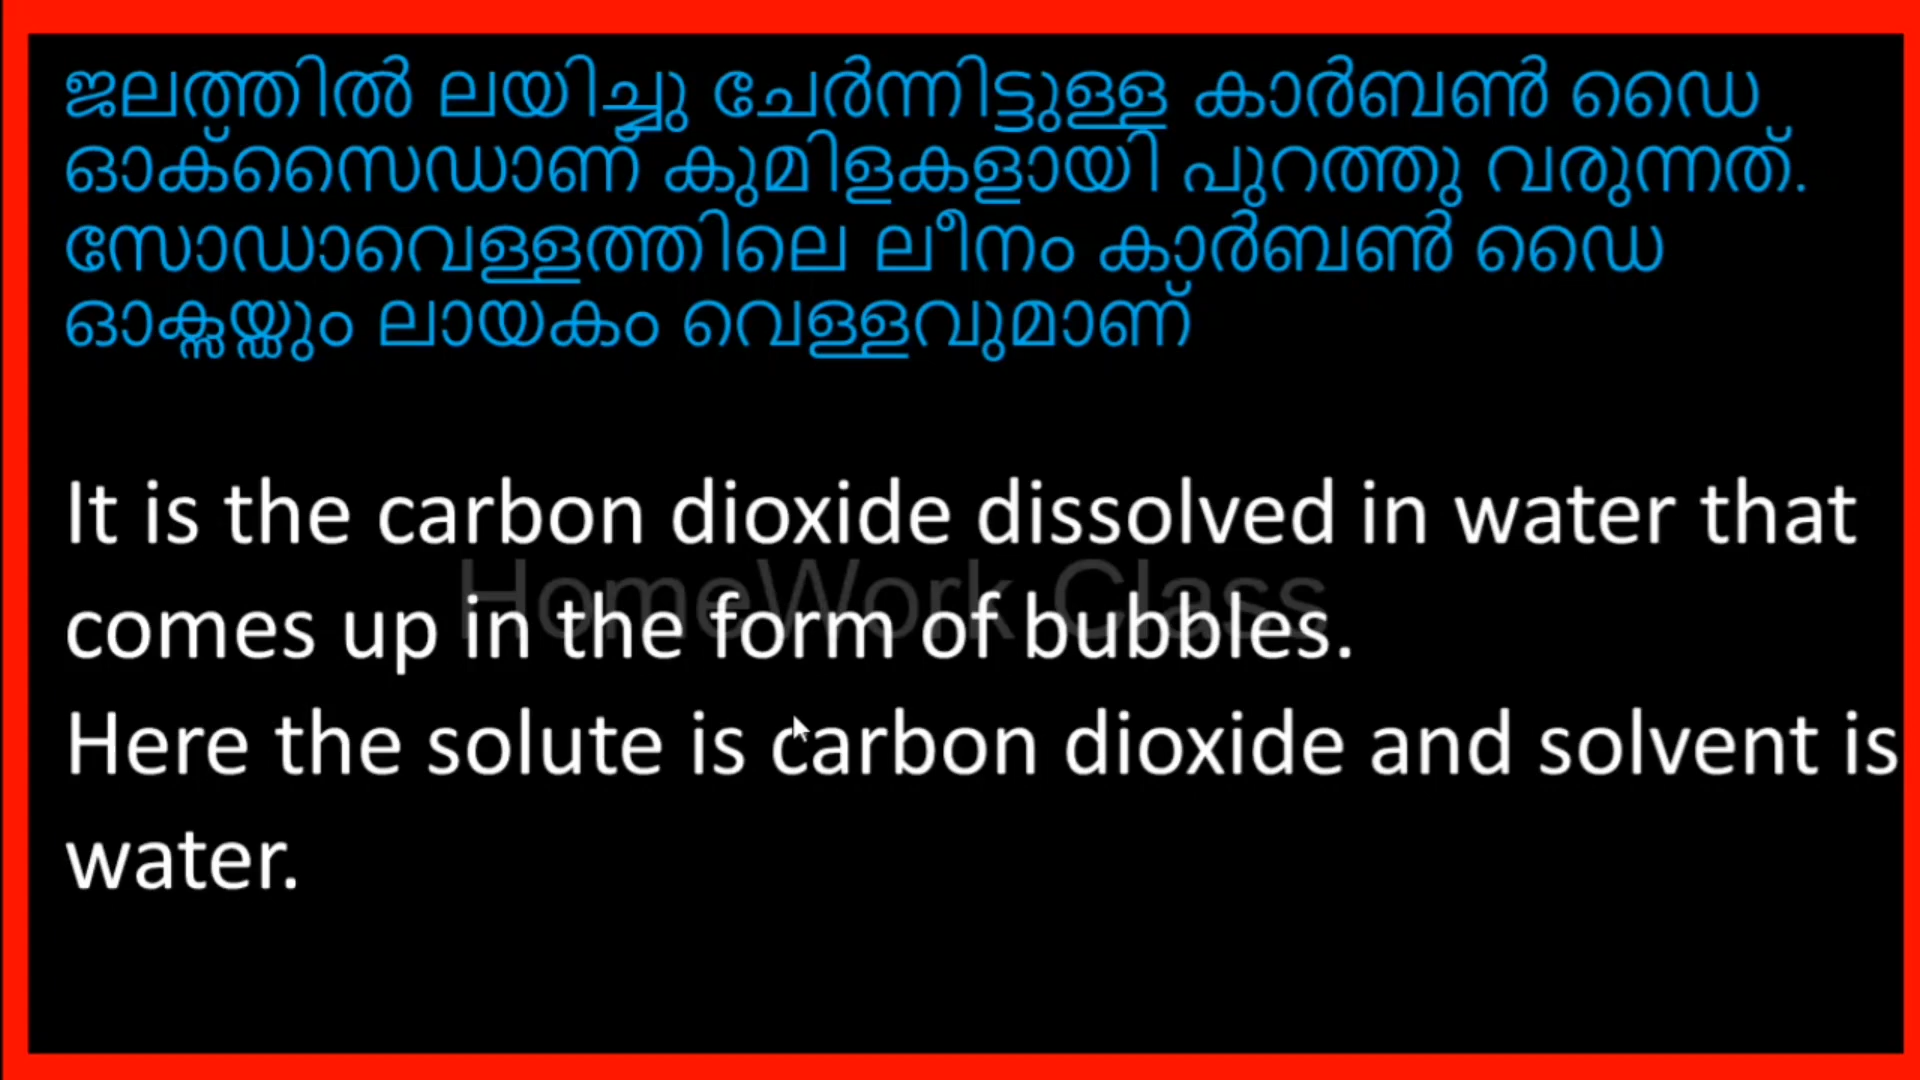 ജലത്തിൽ ലയിച്ചു ചേർന്നിട്ടുള്ള കാർബൺ ഡൈ
ഓക്സൈഡാണ് കുമിളകളായി പുറത്തു വരുന്നത്.
സോഡാവെള്ളത്തിലെ ലീനം കാർബൺ ഡൈ
ഓക്സയ്ഡും ലായകം വെള്ളവുമാണ്
It is the carbon dioxide dissolved in water that
HomeWork Class
comes up in the form of bubbles.
Here the solute is carbon dioxide and solvent is
water.